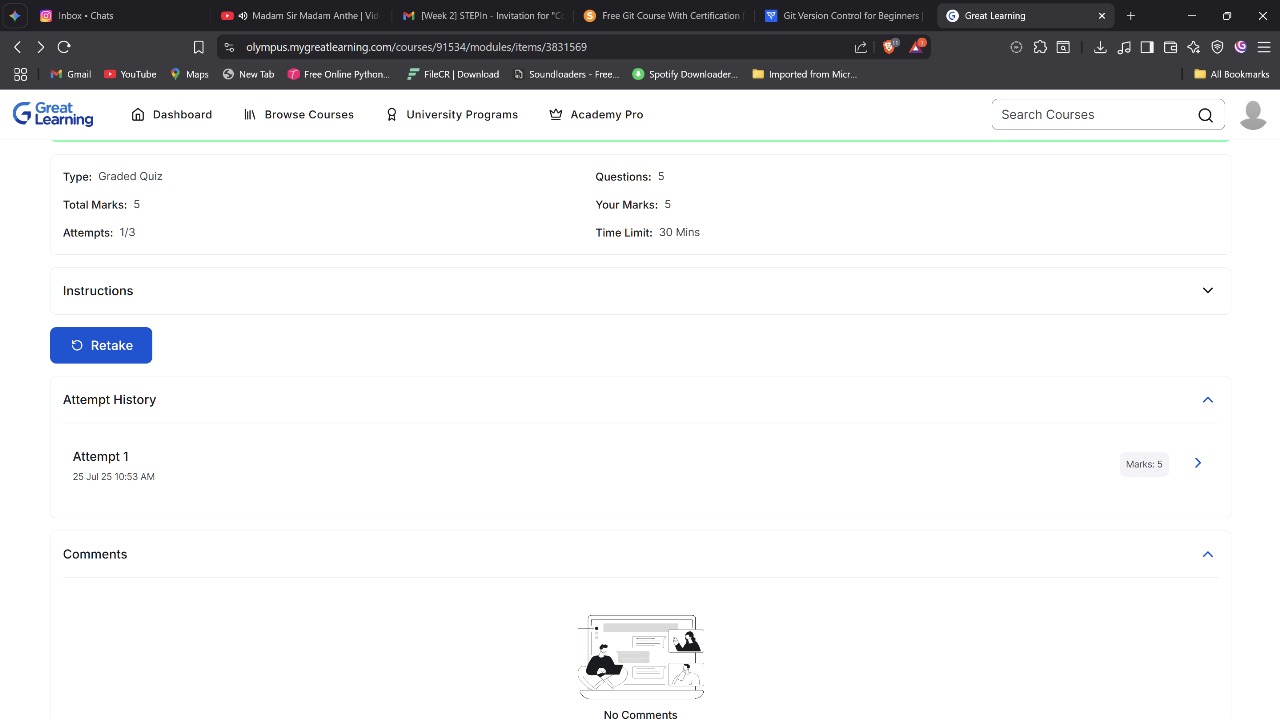 Inbox • Chats
Madam Sir Madam Anthe | Vid
[Week 2] STEPIn - Invitation for "Co
Free Git Course With Certification
Git Version Control for Beginners |
Great Learning
olympus.mygreatlearning.com/courses/91534/modules/items/3831569
Gmail
YouTube
Maps
New Tab
Free Online Python...
FileCR | Download
Soundloaders - Free...
Spotify Downloader...
Imported from Micr...
All Bookmarks
Great Learning
Dashboard
Browse Courses
University Programs
Academy Pro
Search Courses
Type: Graded Quiz
Questions: 5
Total Marks: 5
Your Marks: 5
Attempts: 1/3
Time Limit: 30 Mins
Instructions
Retake
Attempt History
Attempt 1
25 Jul 25 10:53 AM
Marks: 5
Comments
No Comments